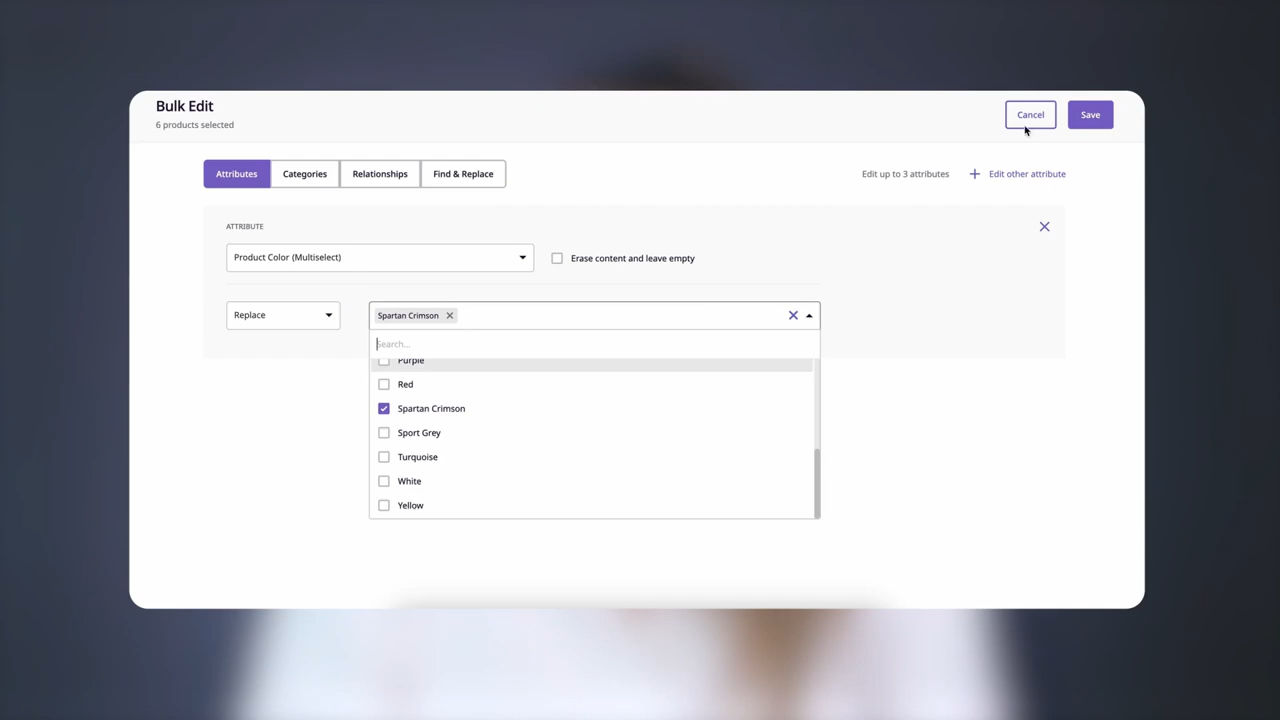 Bulk Edit
6 products selected
Cancel
Save
Attributes
Categories
Relationships
Find & Replace
Edit up to 3 attributes
Edit other attribute
ATTRIBUTE
Product Color (Multiselect)
Erase content and leave empty
Replace
Spartan Crimson
Search...
Purple
Red
Spartan Crimson
Sport Grey
Turquoise
White
Yellow